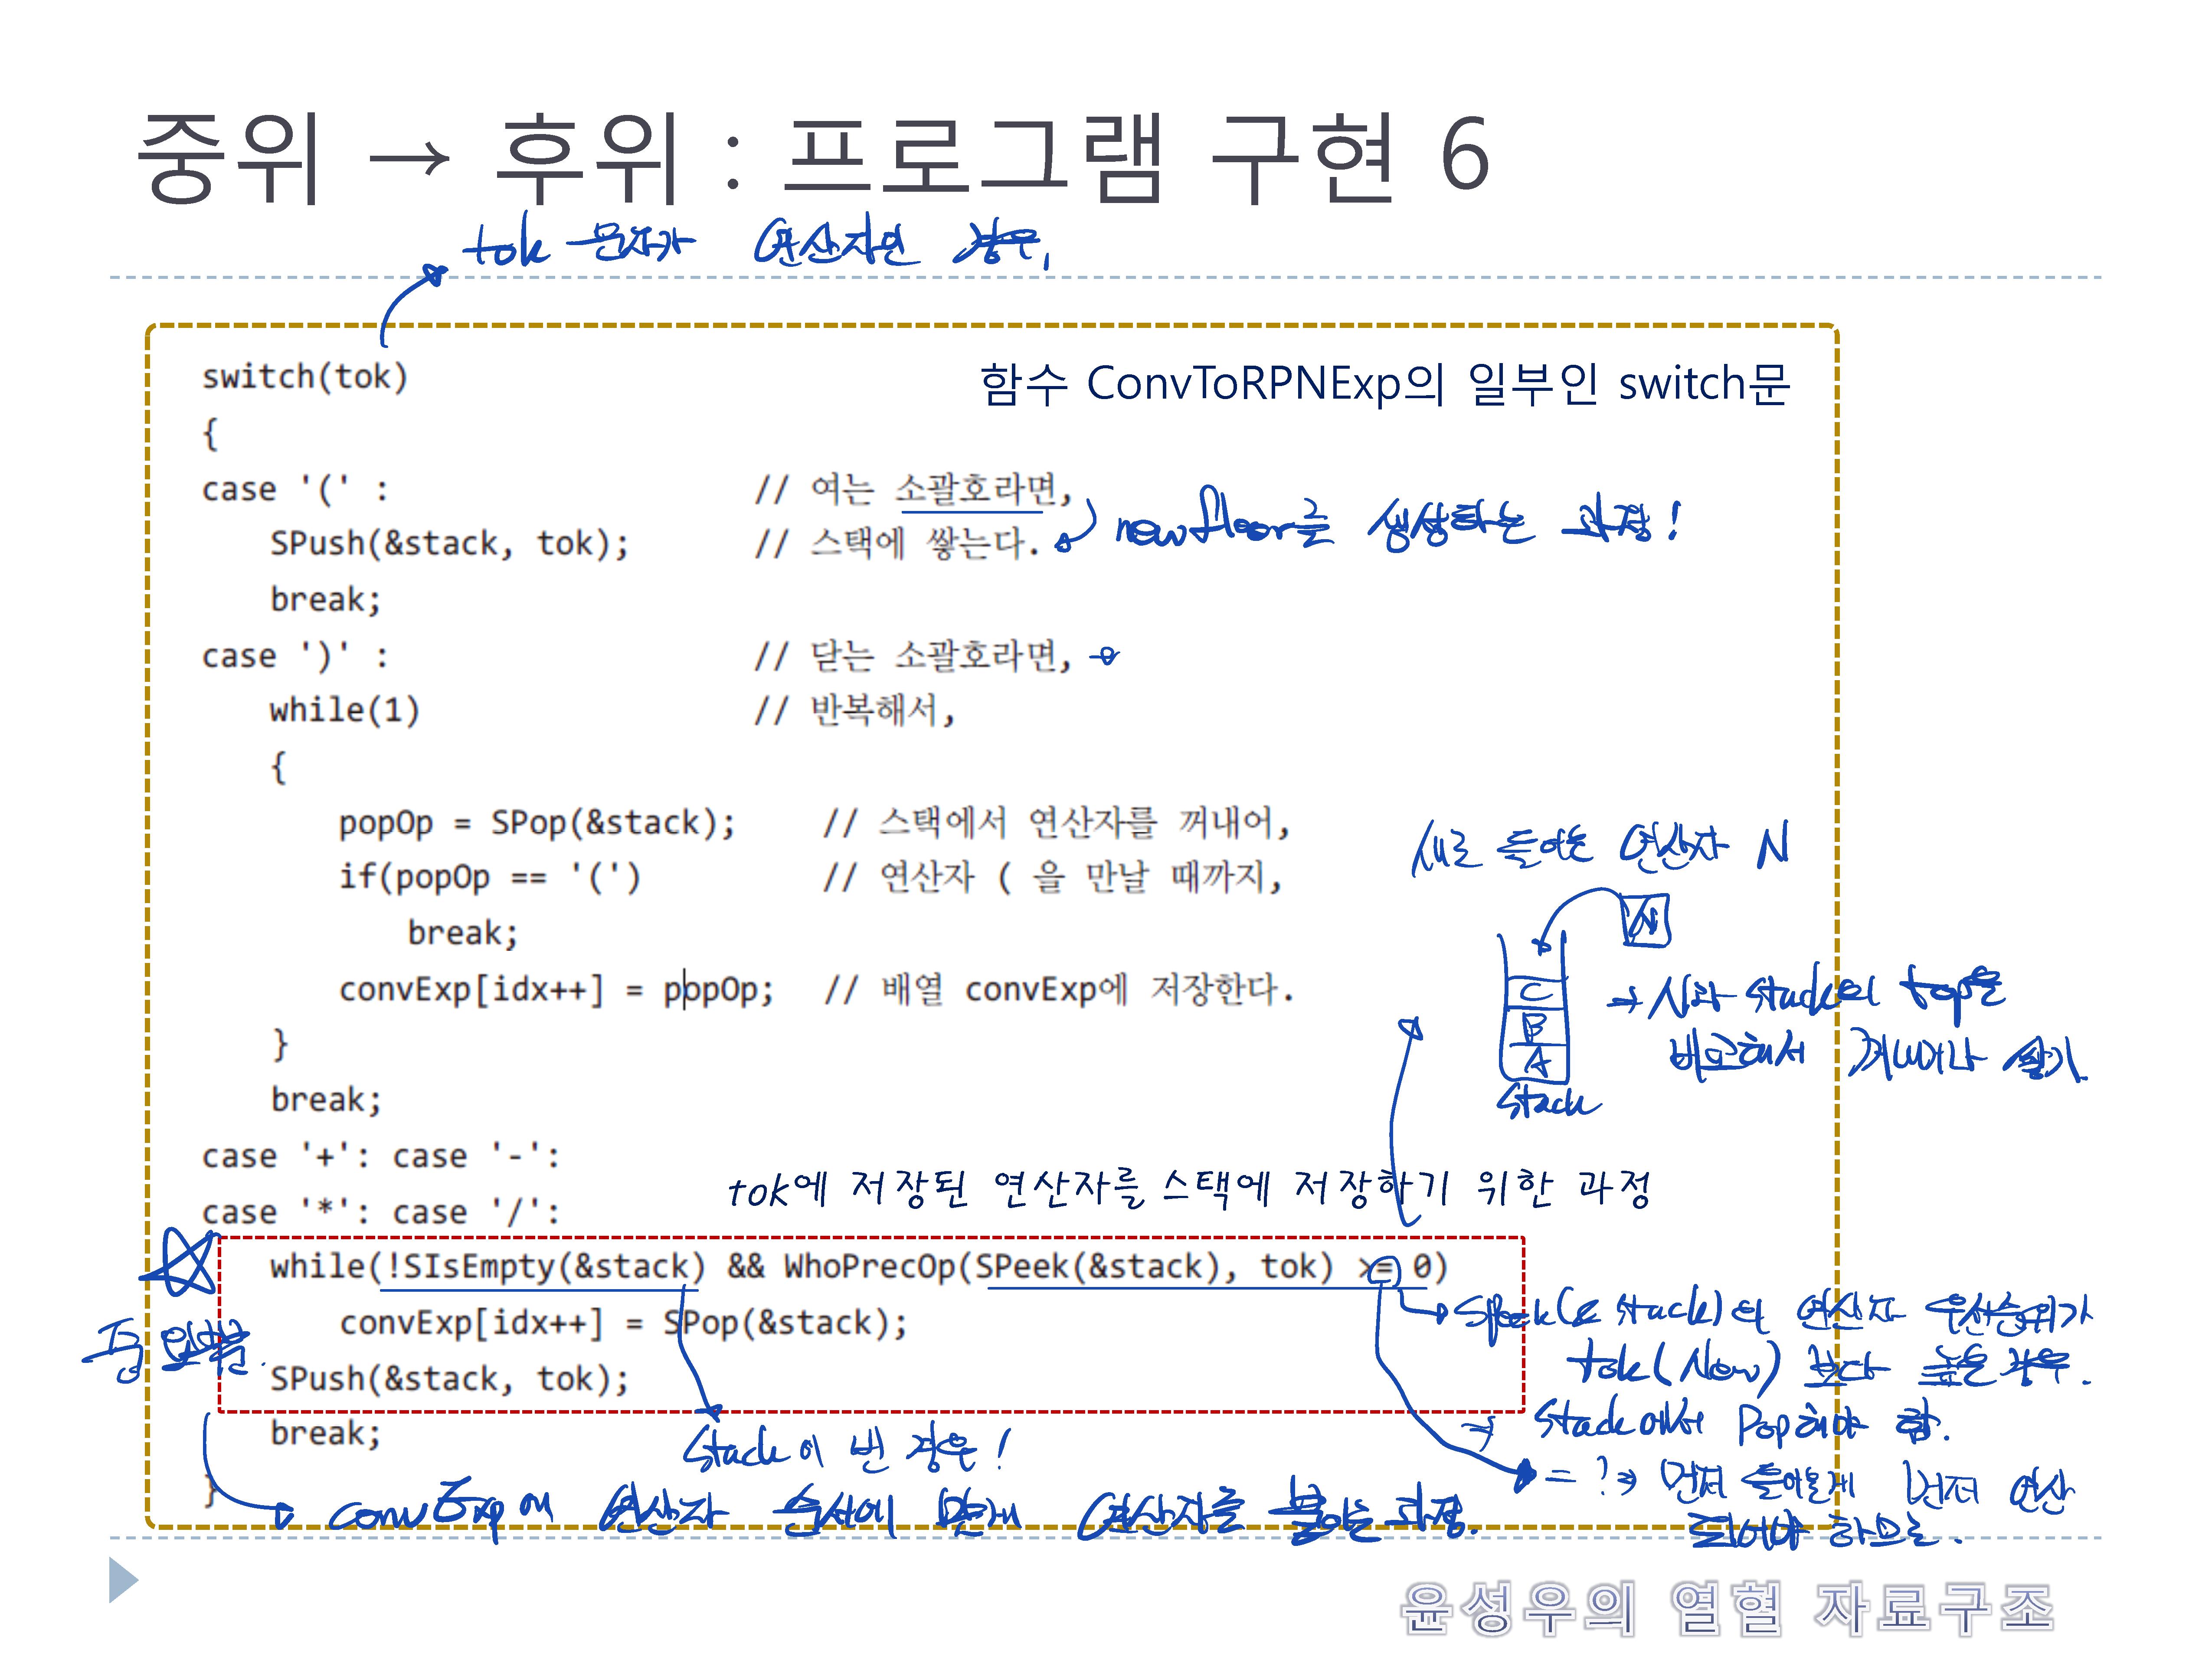 중위 → 후위 : 프로그램 구현 6
tok 문자가 연산자인 경우,
switch(tok)
함수 ConvToRPNExp의 일부인 switch문
{
case '(' : // 여는 소괄호라면,
new floor를 생성하는 과정!
SPush(&stack, tok); // 스택에 쌓는다.
break;
case ')' : // 닫는 소괄호라면,
while(1) // 반복해서,
{
popOp = SPop(&stack); // 스택에서 연산자를 꺼내어,
if(popOp == '(') // 연산자 ( 을 만날 때까지,
break;
convExp[idx++] = popOp; // 배열 convExp에 저장한다.
}
break;
새로 들어온 연산자 N
N
C
B
A
Stack
→ N와 Stack의 top을
비교해서 꺼내거나 쌓기.
case '+': case '-':
case '*': case '/':
tok에 저장된 연산자를 스택에 저장하기 위한 과정
while(!SIsEmpty(&stack) && WhoPrecOp(SPeek(&stack), tok) >= 0)
convExp[idx++] = SPop(&stack);
SPush(&stack, tok);
break;
}
Stack이 빈 경우!
Speek(& Stack)의 연산자 우선순위가
tok(New) 보다 높을 경우.
⇒ Stack에서 Pop해야 함.
= ? ⇒ 먼저 들어온게 먼저 연산
되어야 하므로.
convExp에 연산자 순서에 맞게 연산자를 넣는 과정.
윤성우의 열혈 자료구조